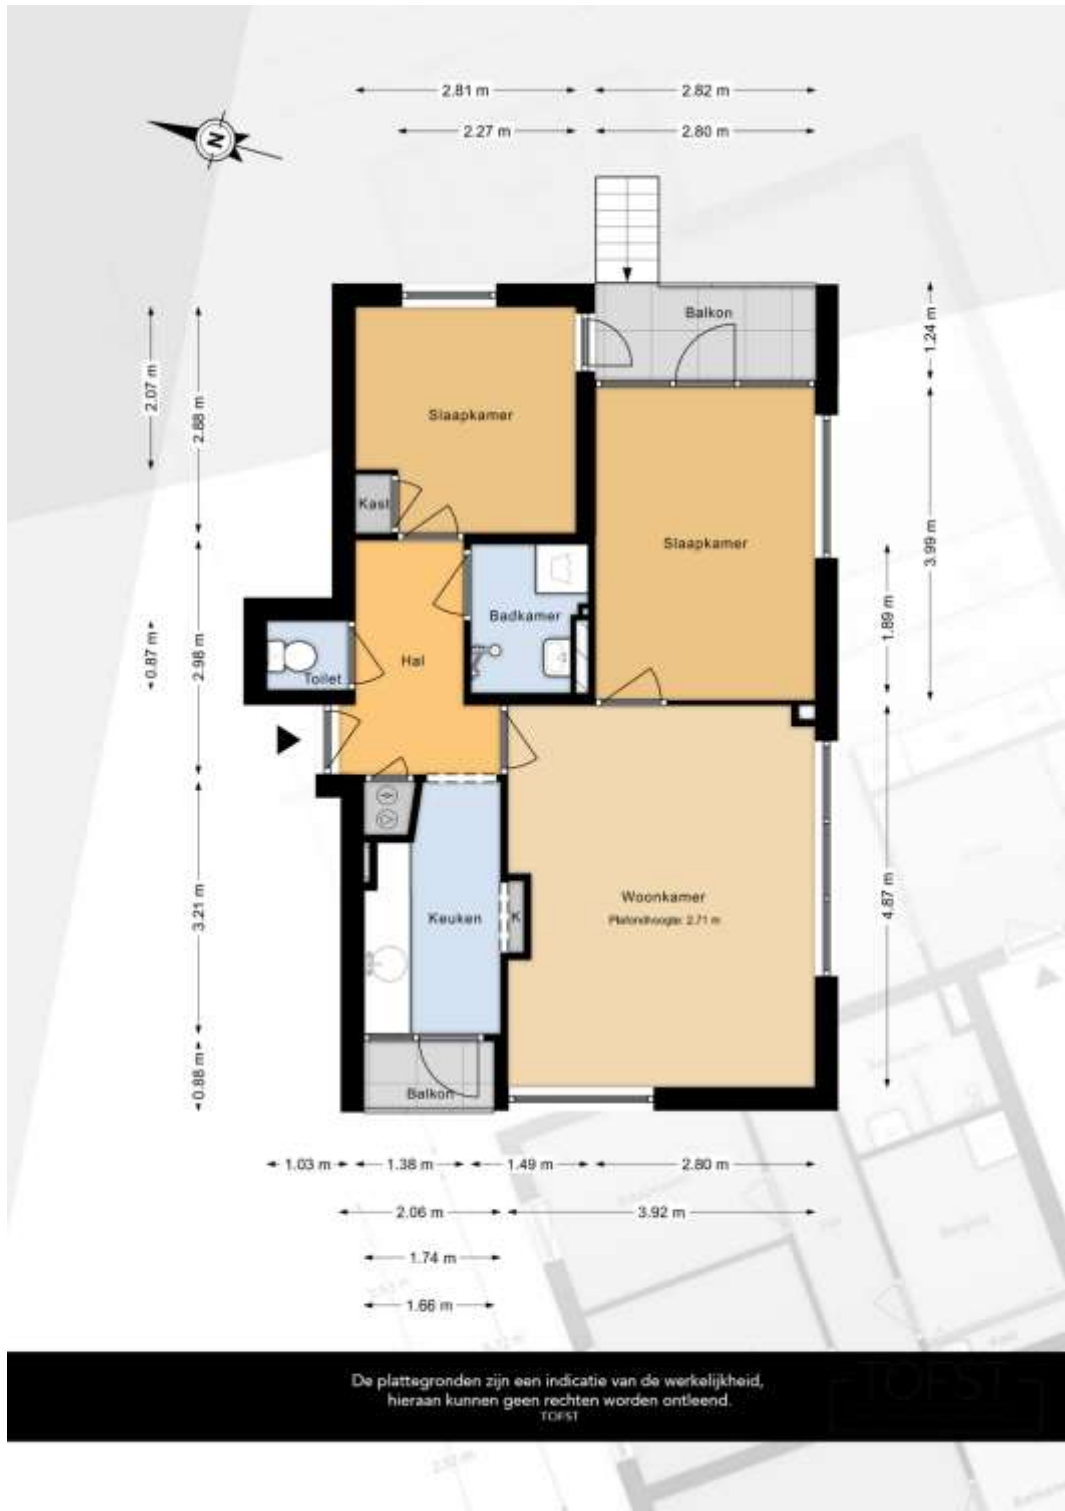 2.81 m
2.82 m
2.27 m
2.80 m
N
Balkon
1.24 m
2.07 m
2.88 m
Slaapkamer
Kast
3.99 m
Slaapkamer
1.89 m
Badkamer
0.87 m
2.98 m
Hal
Toilet
3.21 m
Keuken
K
Woonkamer
Plafondhoogte: 2.71 m
4.87 m
0.88 m
Balkon
1.03 m
1.38 m
1.49 m
2.80 m
2.06 m
3.92 m
1.74 m
1.66 m
De plattegronden zijn een indicatie van de werkelijkheid,
hieraan kunnen geen rechten worden ontleend.
TOFST
TOFST